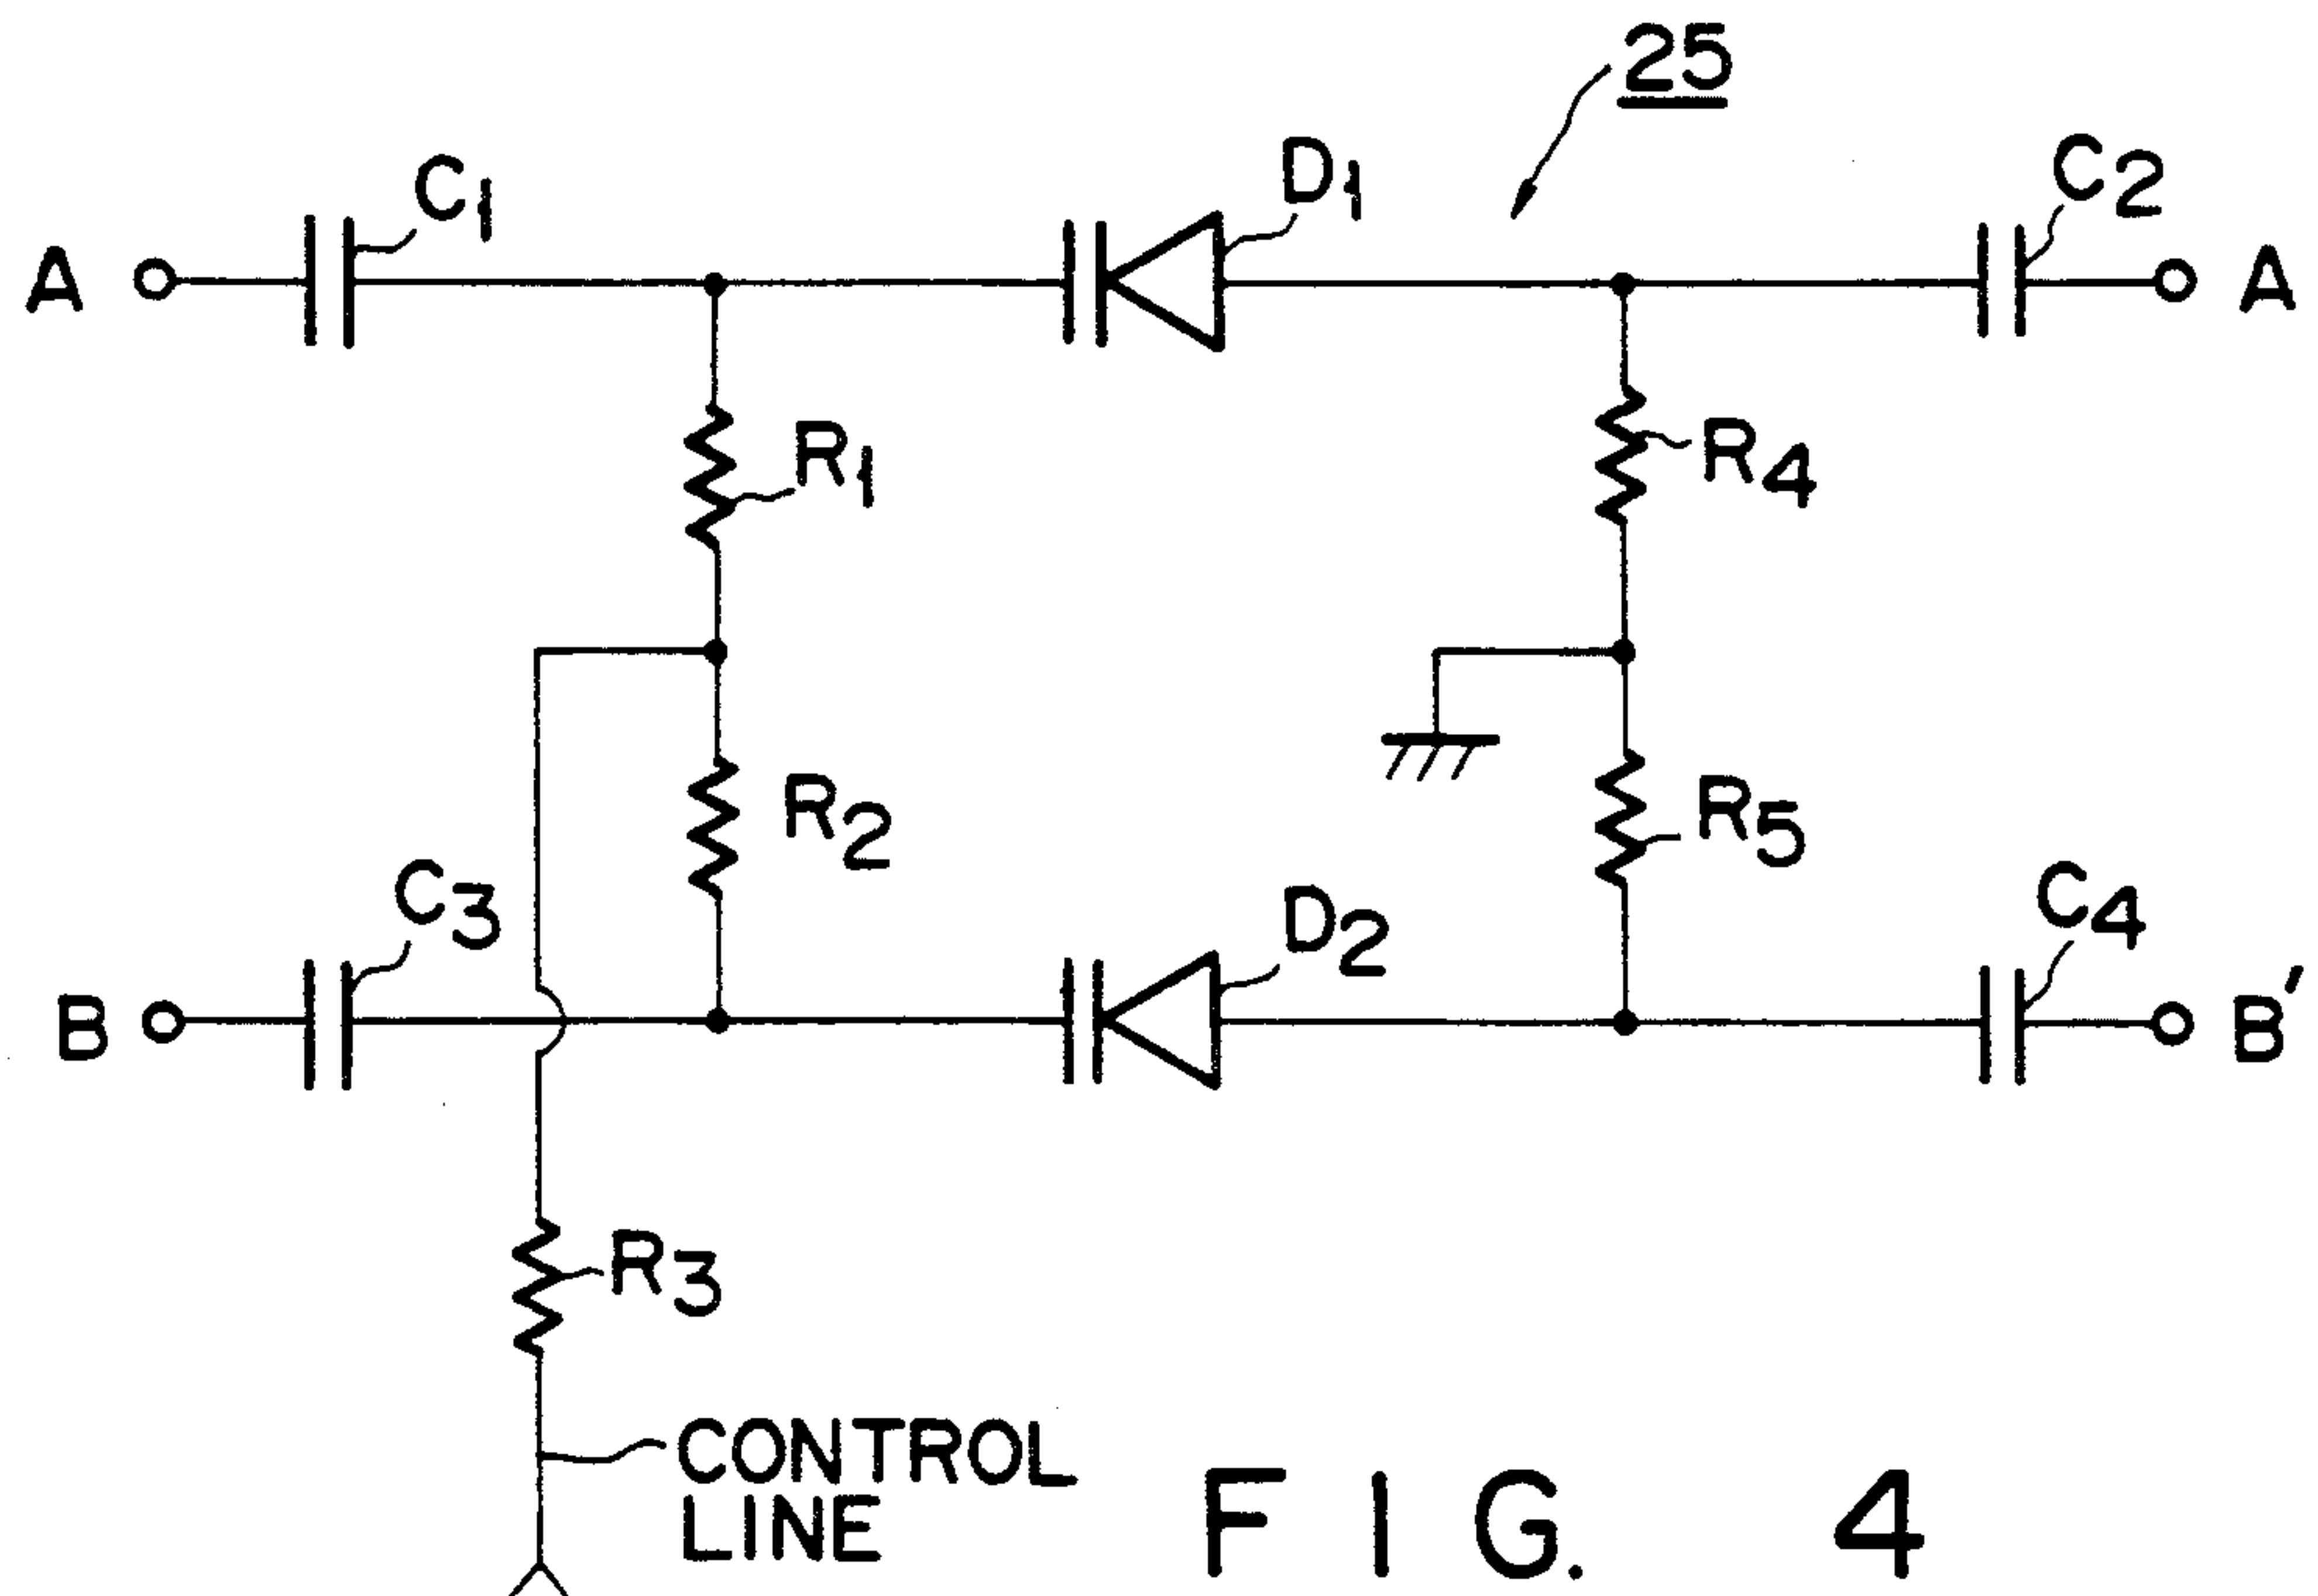 25
C1
D1
C2
A
A
R1
R4
R2
R5
C3
D2
C4
B
B'
R3
CONTROL
LINE
FIG. 4